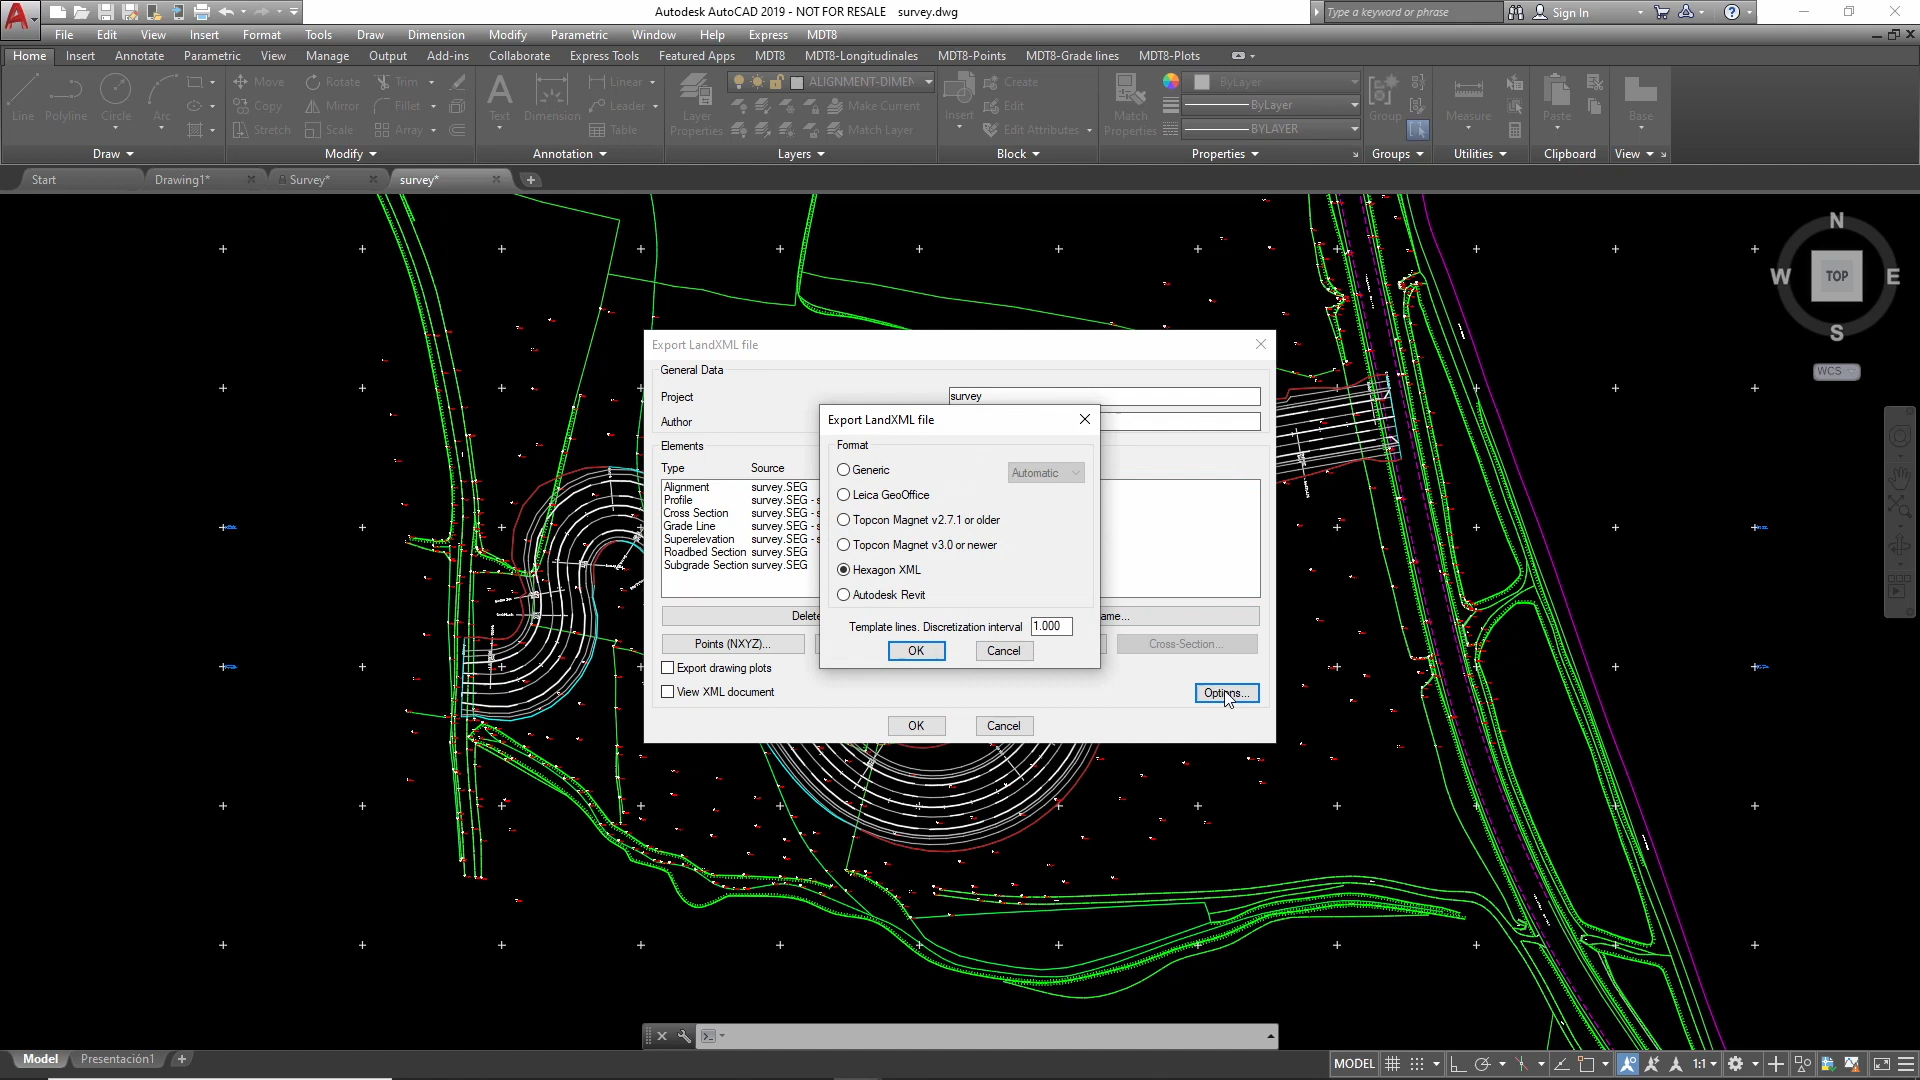 Autodesk AutoCAD 2019 - NOT FOR RESALE survey.dwg
Type a keyword or phrase
Sign In
File Edit View Insert Format Tools Draw Dimension Modify Parametric Window Help Express MDT8
Home Insert Annotate Parametric View Manage Output Add-ins Collaborate Express Tools Featured Apps MDT8 MDT8-Longitudinales MDT8-Points MDT8-Grade lines MDT8-Plots
Line Polyline Circle Arc
Move Rotate Trim
Copy Mirror Fillet
Stretch Scale Array
Text Dimension
Linear
Leader
Table
Layer Properties
ALIGNMENT-DIMEN
Make Current
Match Layer
Insert
Create
Edit
Edit Attributes
Match Properties
ByLayer
ByLayer
BYLAYER
Group
Measure
Paste
Base
Draw Modify Annotation Layers Block Properties Groups Utilities Clipboard View
Start Drawing1* Survey* survey*
N
W TOP E
S
WCS
Export LandXML file
General Data
Project survey
Author
Elements
Type Source
Alignment survey.SEG
Profile survey.SEG - s
Cross Section survey.SEG - s
Grade Line survey.SEG - s
Superelevation survey.SEG - s
Roadbed Section survey.SEG
Subgrade Section survey.SEG
Delete
ame...
Points (NXYZ)...
Cross-Section...
Export drawing plots
View XML document
Options...
OK Cancel
Export LandXML file
Format
Generic Automatic
Leica GeoOffice
Topcon Magnet v2.7.1 or older
Topcon Magnet v3.0 or newer
Hexagon XML
Autodesk Revit
Template lines. Discretization interval 1.000
OK Cancel
Model Presentación1
MODEL 1:1